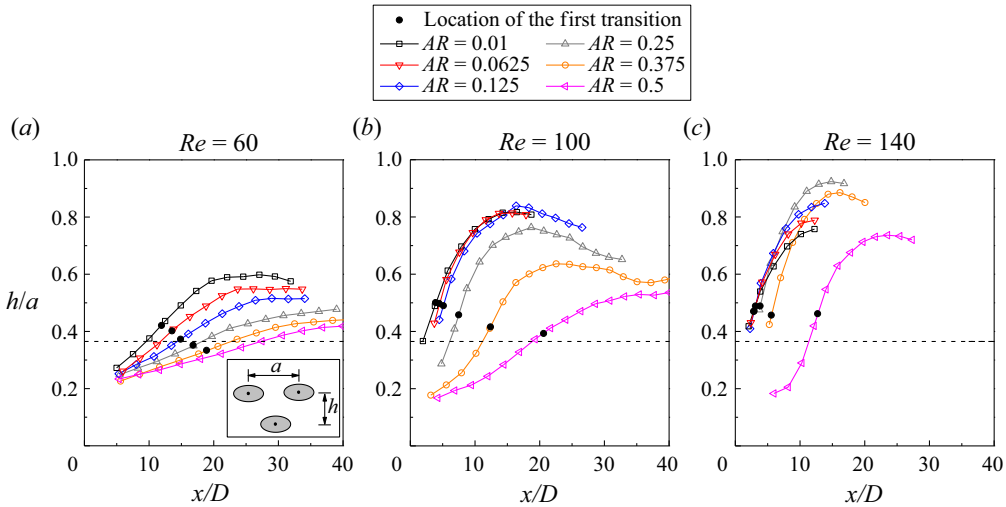 Location of the first transition
AR = 0.01
AR = 0.25
AR = 0.0625
AR = 0.375
AR = 0.125
AR = 0.5
(a)
Re = 60
(b)
Re = 100
(c)
Re = 140
1.0
0.8
0.6
h/a
0.4
0.2
0
10
20
30
40
x/D
a
h
1.0
0.8
0.6
0.4
0.2
0
10
20
30
40
x/D
1.0
0.8
0.6
0.4
0.2
0
10
20
30
40
x/D